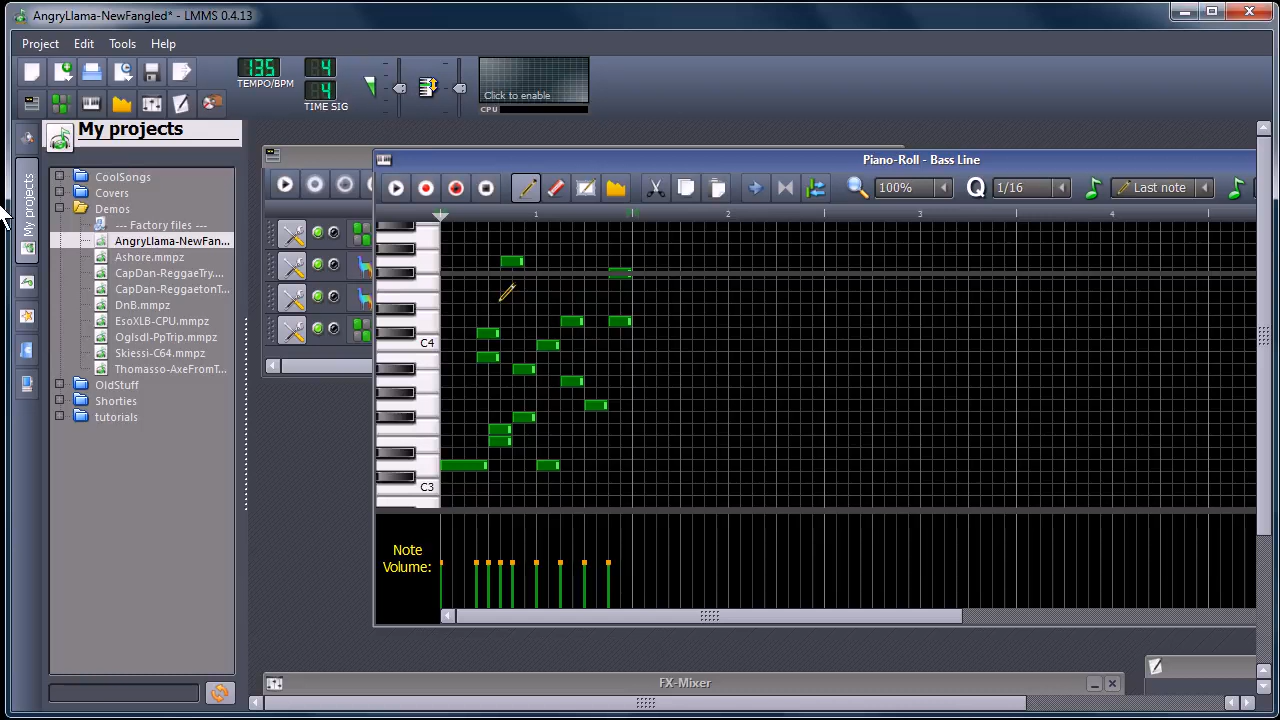 AngryLlama-NewFangled* - LMMS 0.4.13
Project Edit Tools Help
135
TEMPO/BPM
4
4
TIME SIG
Click to enable
CPU
My projects
My projects
CoolSongs
Covers
Demos
--- Factory files ---
AngryLlama-NewFan...
Ashore.mmpz
CapDan-ReggaeTry....
CapDan-ReggaetonT...
DnB.mmpz
EsoXLB-CPU.mmpz
OglsdI-PpTrip.mmpz
Skiessi-C64.mmpz
Thomasso-AxeFromT...
OldStuff
Shorties
tutorials
Piano-Roll - Bass Line
100% Q 1/16 Last note
1 2 3 4
C4
C3
Note
Volume:
FX-Mixer